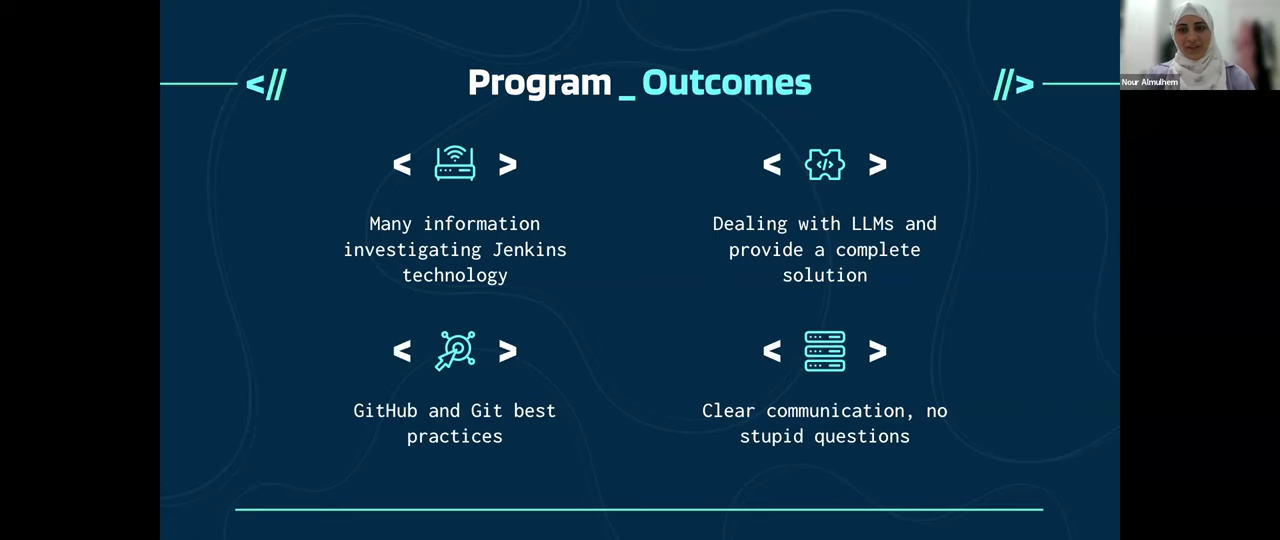 <// Program _ Outcomes //>
Nour Almulhem
< >
< >
Many information
investigating Jenkins
technology
Dealing with LLMs and
provide a complete
solution
< >
< </> >
GitHub and Git best
practices
Clear communication, no
stupid questions